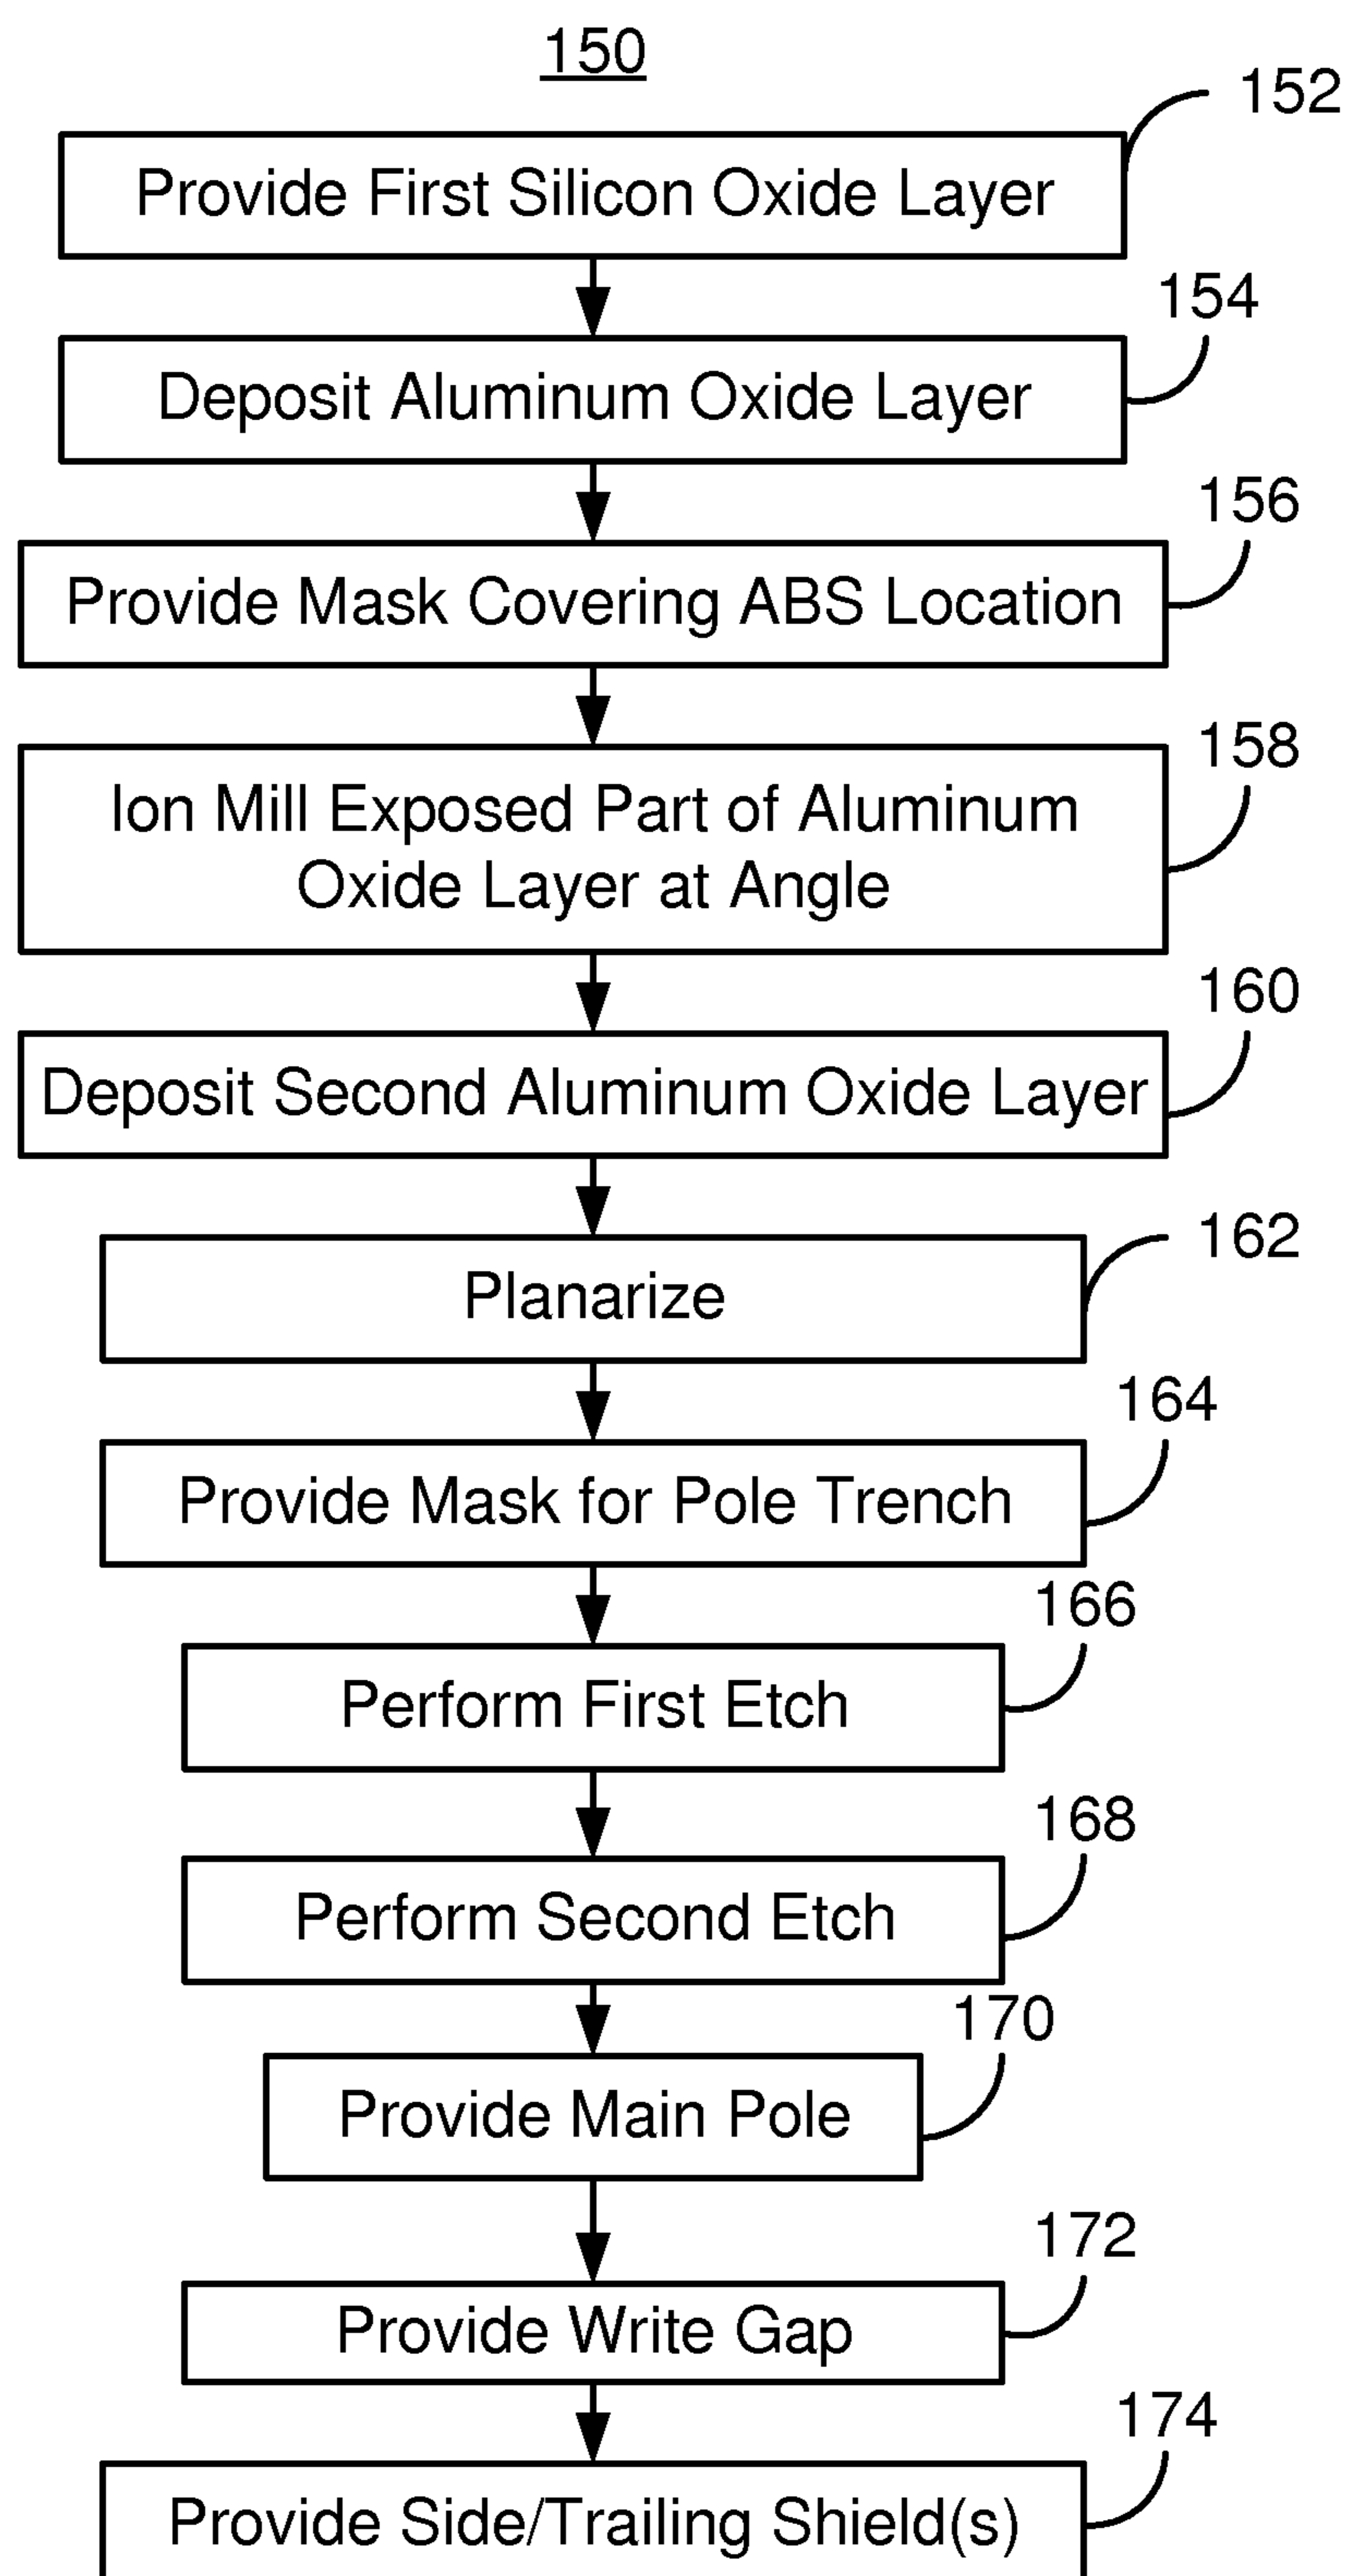 150
152
Provide First Silicon Oxide Layer
154
Deposit Aluminum Oxide Layer
156
Provide Mask Covering ABS Location
158
Ion Mill Exposed Part of Aluminum
Oxide Layer at Angle
160
Deposit Second Aluminum Oxide Layer
162
Planarize
164
Provide Mask for Pole Trench
166
Perform First Etch
168
Perform Second Etch
170
Provide Main Pole
172
Provide Write Gap
174
Provide Side/Trailing Shield(s)